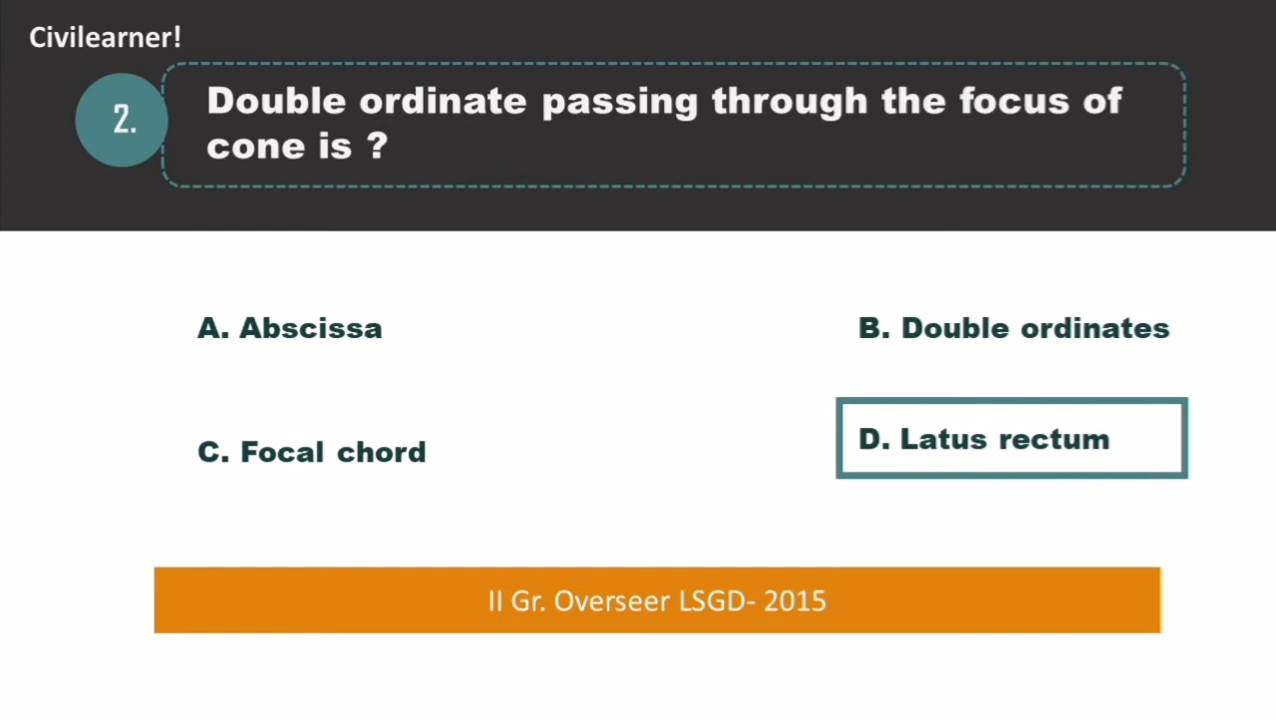 Civilearner!
2.
Double ordinate passing through the focus of
cone is ?
A. Abscissa
B. Double ordinates
C. Focal chord
D. Latus rectum
II Gr. Overseer LSGD- 2015